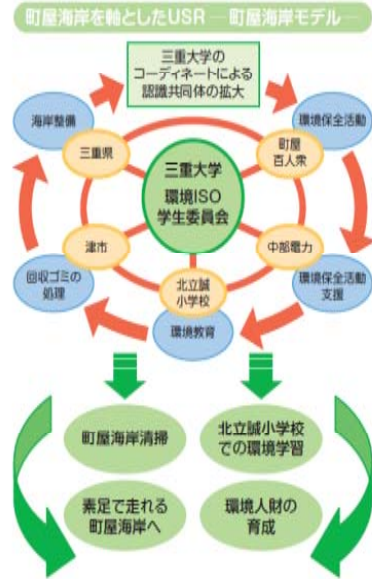 町屋海岸を軸としたUSR ―町屋海岸モデル―
三重大学の
コーディネートによる
認識共同体の拡大
海岸整備
環境保全活動
三重県
町屋
百人衆
三重大学
環境ISO
学生委員会
津市
中部電力
回収ゴミの
処理
北立誠
小学校
環境保全活動
支援
環境教育
町屋海岸清掃
北立誠小学校
での環境学習
素足で走れる
町屋海岸へ
環境人財の
育成